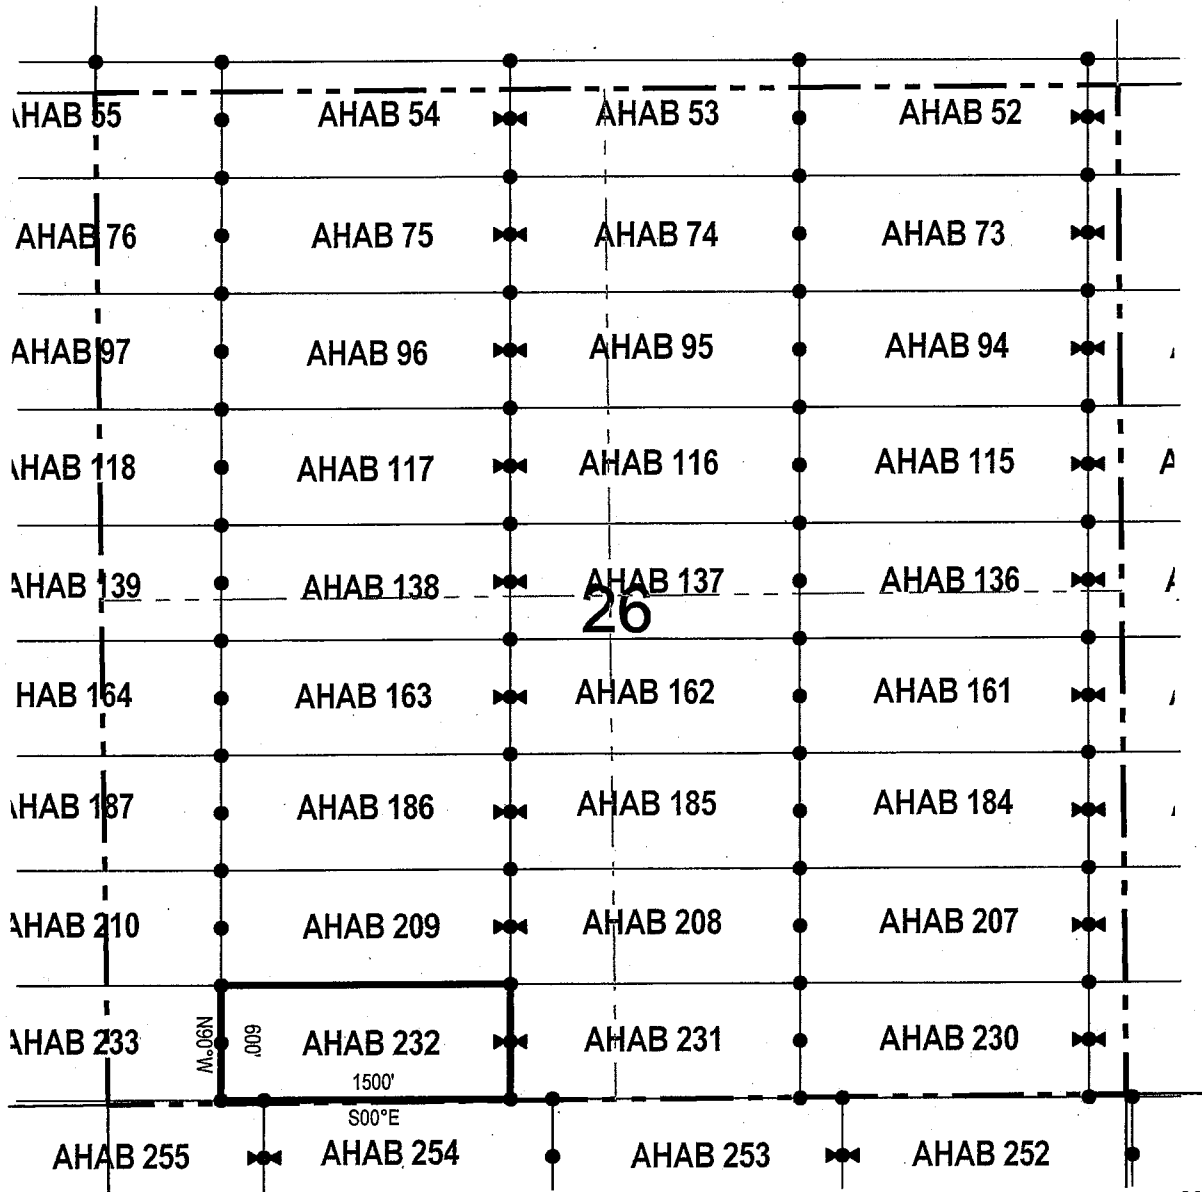 AHAB 55 AHAB 54 AHAB 53 AHAB 52
AHAB 76 AHAB 75 AHAB 74 AHAB 73
AHAB 97 AHAB 96 AHAB 95 AHAB 94
AHAB 118 AHAB 117 AHAB 116 AHAB 115 A
AHAB 139 AHAB 138 AHAB 137 AHAB 136
26
HAB 164 AHAB 163 AHAB 162 AHAB 161
AHAB 187 AHAB 186 AHAB 185 AHAB 184
AHAB 210 AHAB 209 AHAB 208 AHAB 207
AHAB 233 N90°W 600' AHAB 232 AHAB 231 AHAB 230
1500'
S00°E
AHAB 255 AHAB 254 AHAB 253 AHAB 252